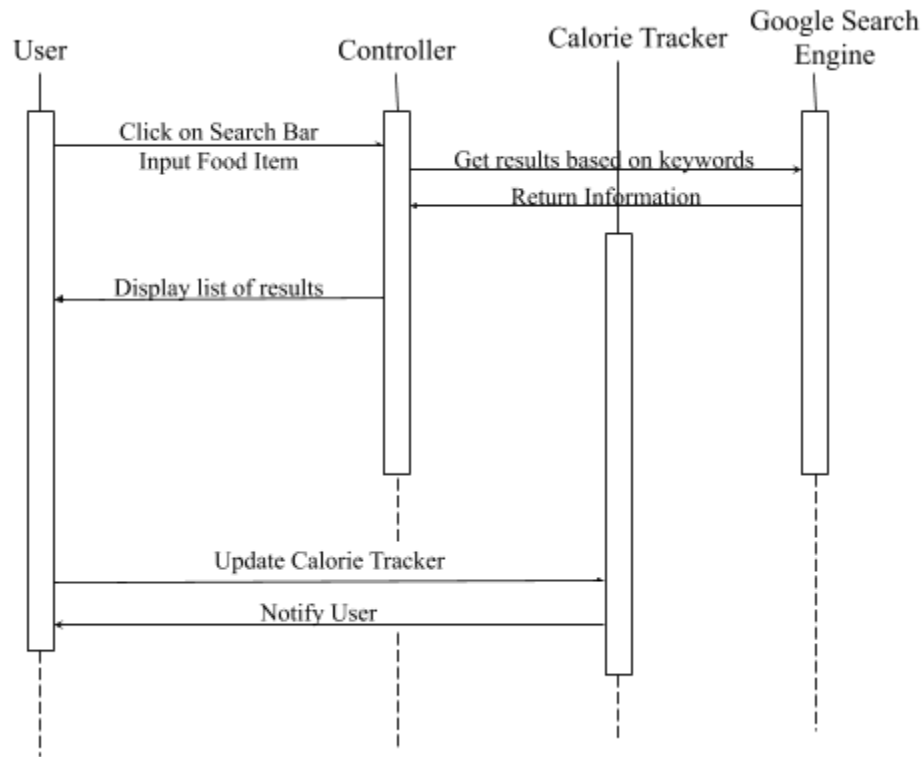 User
Controller
Calorie Tracker
Google Search
Engine
Click on Search Bar
Input Food Item
Get results based on keywords
Return Information
Display list of results
Update Calorie Tracker
Notify User